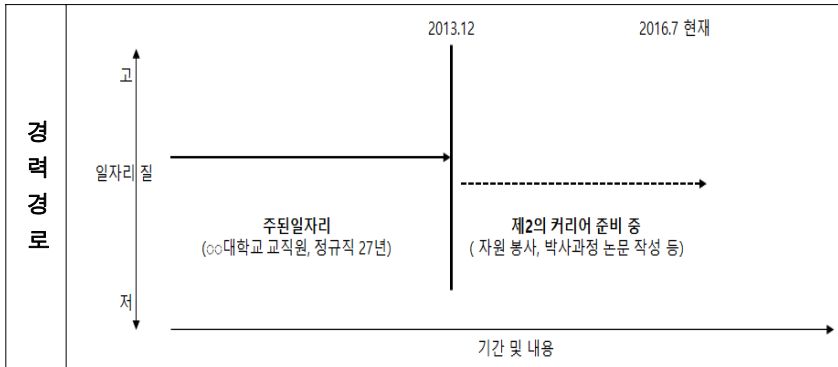 2013.12
2016.7 현재
고
경
력
경
로
일자리 질
주된일자리
(○○대학교 교직원, 정규직 27년)
제2의 커리어 준비 중
( 자원 봉사, 박사과정 논문 작성 등)
저
기간 및 내용